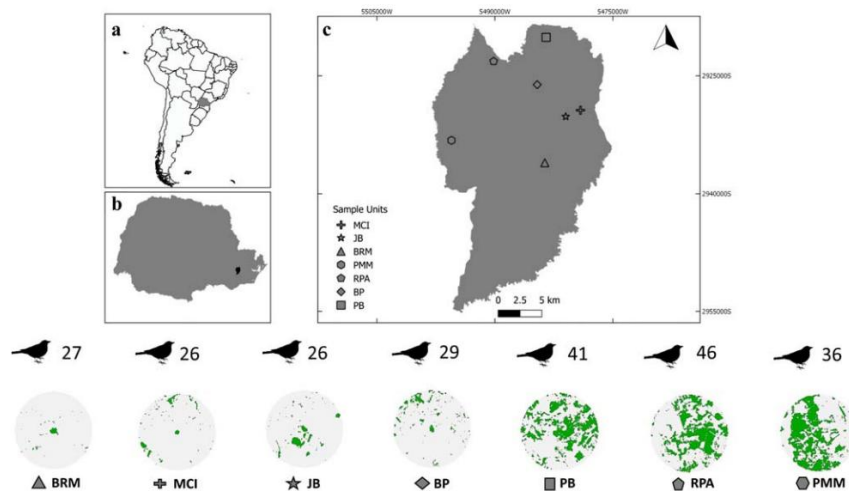 a
b
c
5505000W
5490000W
5475000W
2925000S
2940000S
2955000S
Sample Units
MCI
JB
BRM
PMM
RPA
BP
PB
0 2.5 5 km
27 26 26 29 41 46 36
BRM MCI JB BP PB RPA PMM